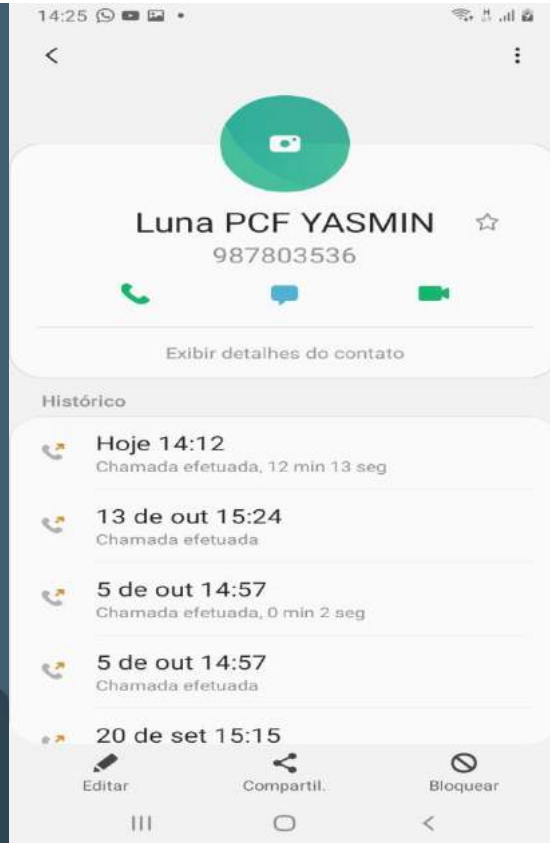 14:25
Luna PCF YASMIN
987803536
Exibir detalhes do contato
Histórico
Hoje 14:12
Chamada efetuada, 12 min 13 seg
13 de out 15:24
Chamada efetuada
5 de out 14:57
Chamada efetuada, 0 min 2 seg
5 de out 14:57
Chamada efetuada
20 de set 15:15
Editar Compartil. Bloquear